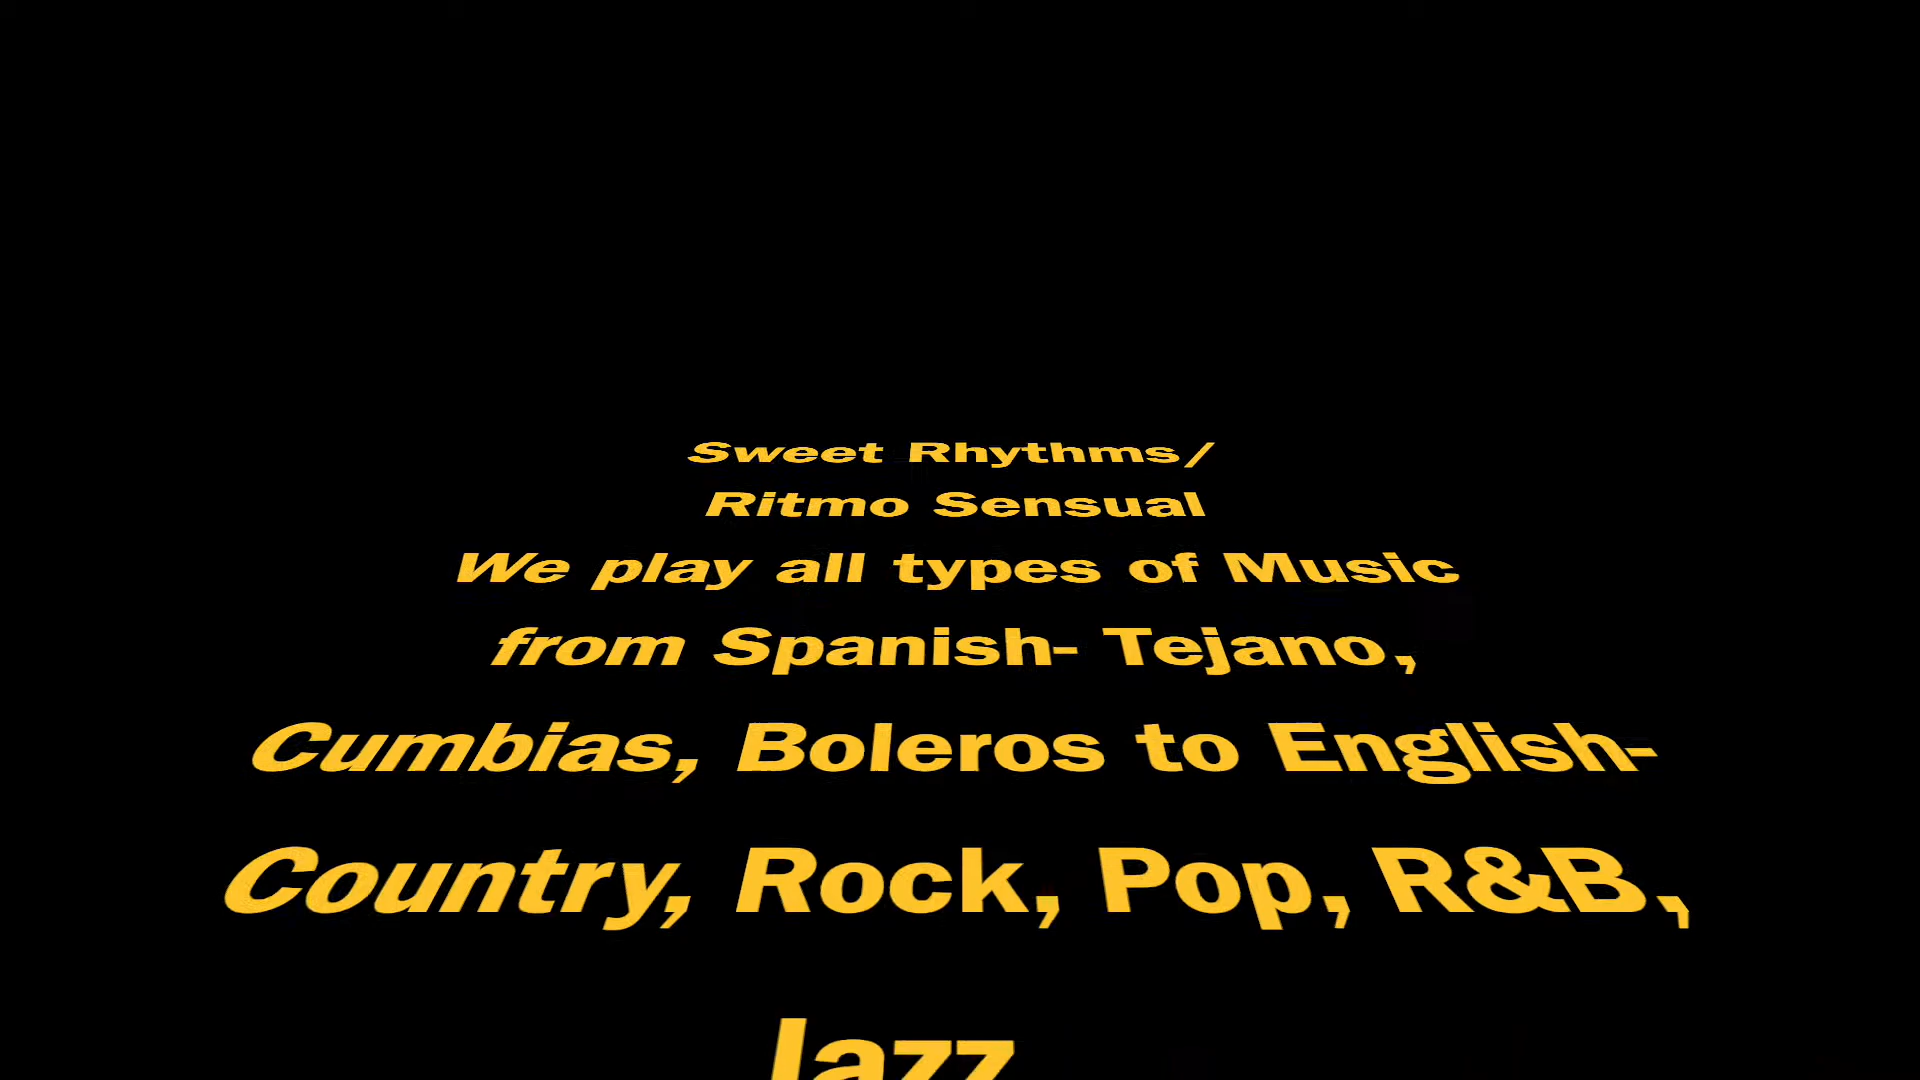 Sweet Rhythms/
Ritmo Sensual
We play all types of Music
from Spanish- Tejano,
Cumbias, Boleros to English-
Country, Rock, Pop, R&B,
Jazz